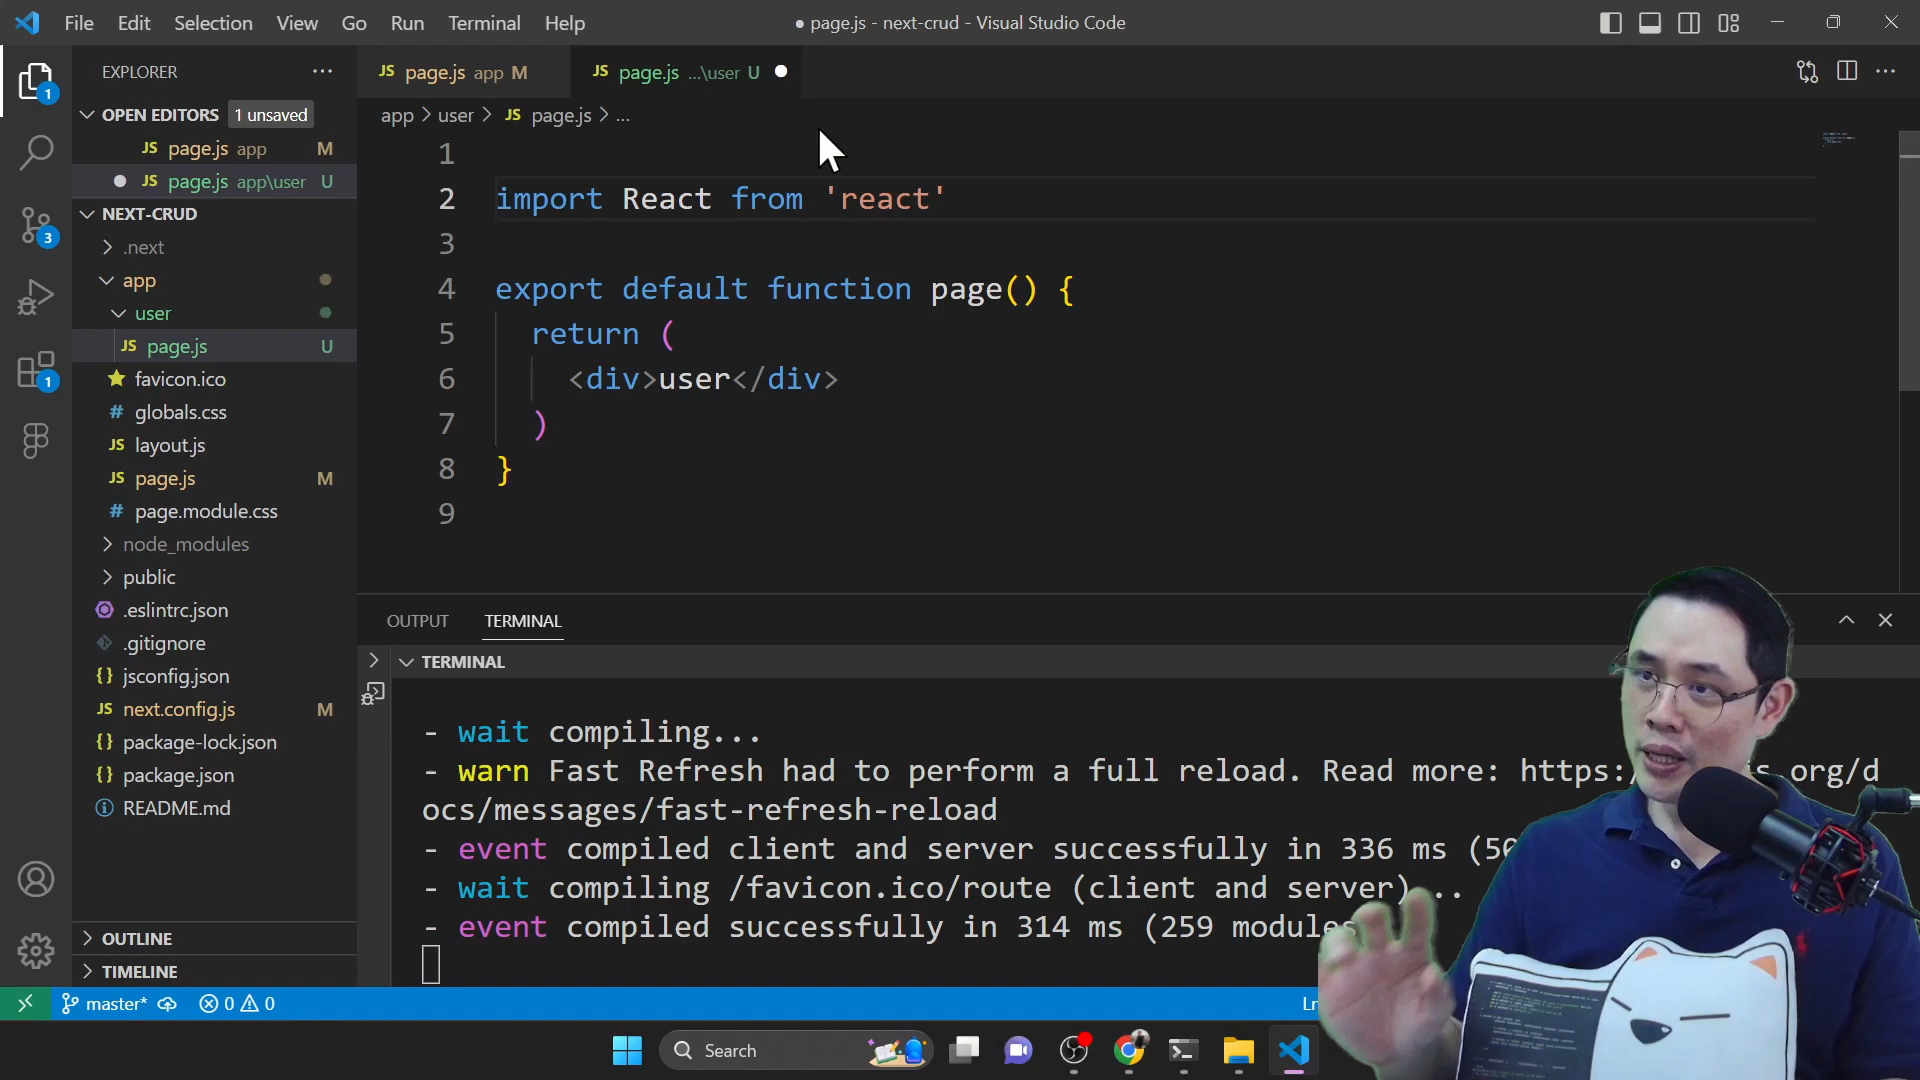 File Edit Selection View Go Run Terminal Help
● page.js - next-crud - Visual Studio Code
EXPLORER
OPEN EDITORS 1 unsaved
JS page.js app M
JS page.js app\user U
NEXT-CRUD
.next
app
user
JS page.js U
favicon.ico
# globals.css
JS layout.js
JS page.js M
# page.module.css
node_modules
public
.eslintrc.json
.gitignore
{} jsconfig.json
JS next.config.js M
{} package-lock.json
{} package.json
README.md
OUTLINE
TIMELINE
1
3
1
JS page.js app M
JS page.js ...\user U
app > user > JS page.js > ...
1
2 import React from 'react'
3
4 export default function page() {
5 return (
6 <div>user</div>
7 )
8 }
9
OUTPUT TERMINAL
TERMINAL
- wait compiling...
- warn Fast Refresh had to perform a full reload. Read more: https:/ org/d
ocs/messages/fast-refresh-reload
- event compiled client and server successfully in 336 ms
- wait compiling /favicon.ico/route (client and server) ..
- event compiled successfully in 314 ms (259 modules
master* 0 0
Search